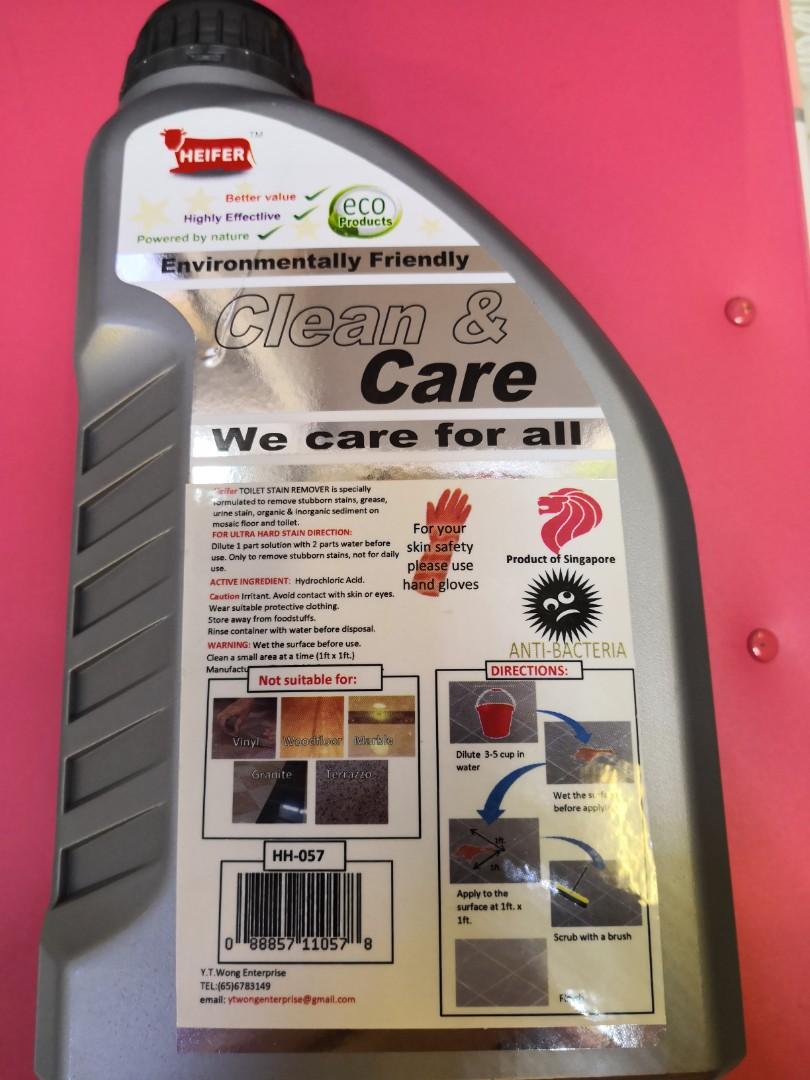 HEIFER TM
Better value
Highly Effectlive
Powered by nature
eco
Products
Environmentally Friendly
Clean &
Care
We care for all
Heifer TOILET STAIN REMOVER is specially
formulated to remove stubborn stains, grease,
urine stain, organic & inorganic sediment on
mosaic floor and toilet.
FOR ULTRA HARD STAIN DIRECTION:
Dilute 1 part solution with 2 parts water before
use. Only to remove stubborn stains, not for daily
use.
ACTIVE INGREDIENT: Hydrochloric Acid.
Caution Irritant. Avoid contact with skin or eyes.
Wear suitable protective clothing.
Store away from foodstuffs.
Rinse container with water before disposal.
WARNING: Wet the surface before use.
Clean a small area at a time (1ft x 1ft.)
For your
skin safety
please use
hand gloves
Product of Singapore
ANTI-BACTERIA
Not suitable for:
Vinyl
Woodfloor
Marble
Granite
Terrazzo
HH-057
0 88857 11057 8
Y.T.Wong Enterprise
TEL:(65)6783149
email: ytwongenterprise@gmail.com
DIRECTIONS:
Dilute 3-5 cup in
water
Wet the
before
1ft.
1ft.
Apply to the
surface at 1ft. x
1ft.
Scrub with a brush